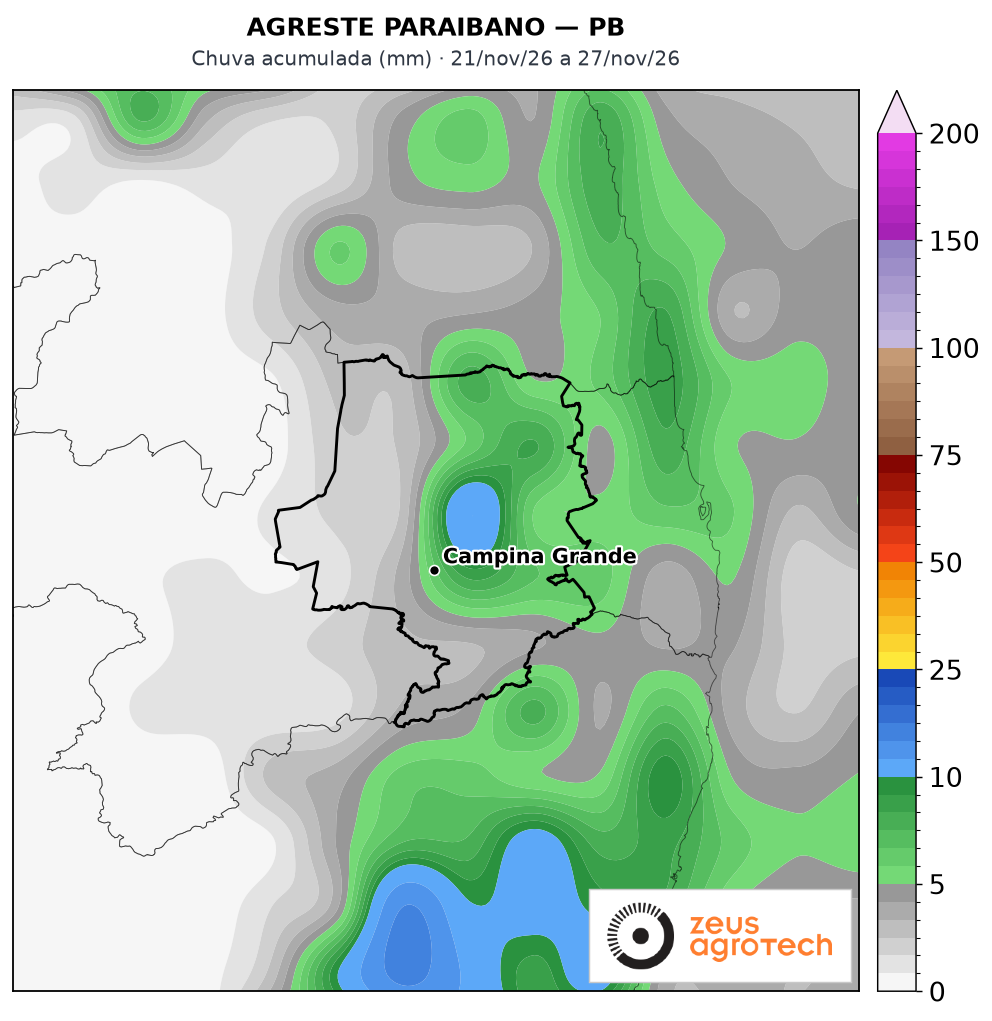 AGRESTE PARAIBANO — PB
Chuva acumulada (mm) · 21/nov/26 a 27/nov/26
200
150
100
75
50
25
10
5
0
Campina Grande
zeus
agrotech